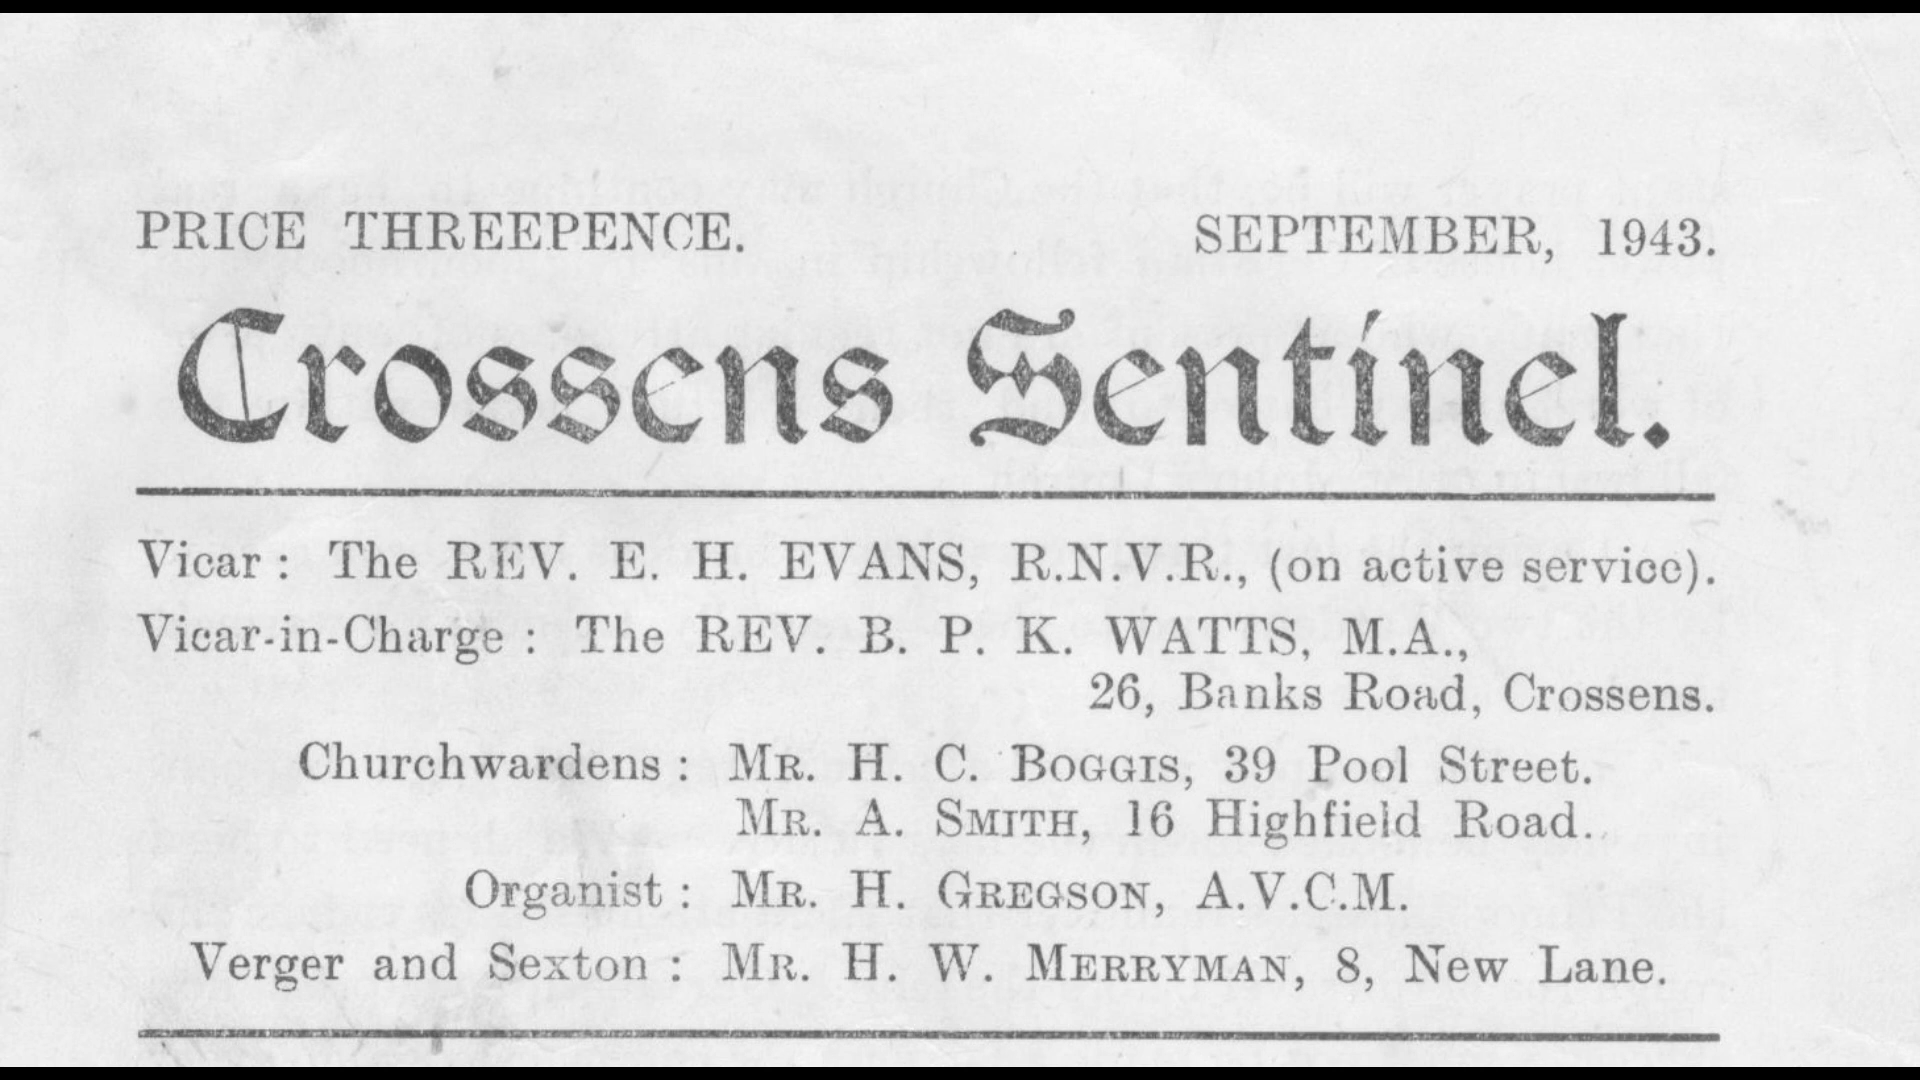 PRICE THREEPENCE. SEPTEMBER, 1943.
Crossens Sentinel.
Vicar : The REV. E. H. EVANS, R.N.V.R., (on active service).
Vicar-in-Charge : The REV. B. P. K. WATTS, M.A.,
26, Banks Road, Crossens.
Churchwardens : MR. H. C. BOGGIS, 39 Pool Street.
MR. A. SMITH, 16 Highfield Road.
Organist : MR. H. GREGSON, A.V.C.M.
Verger and Sexton : MR. H. W. MERRYMAN, 8, New Lane.